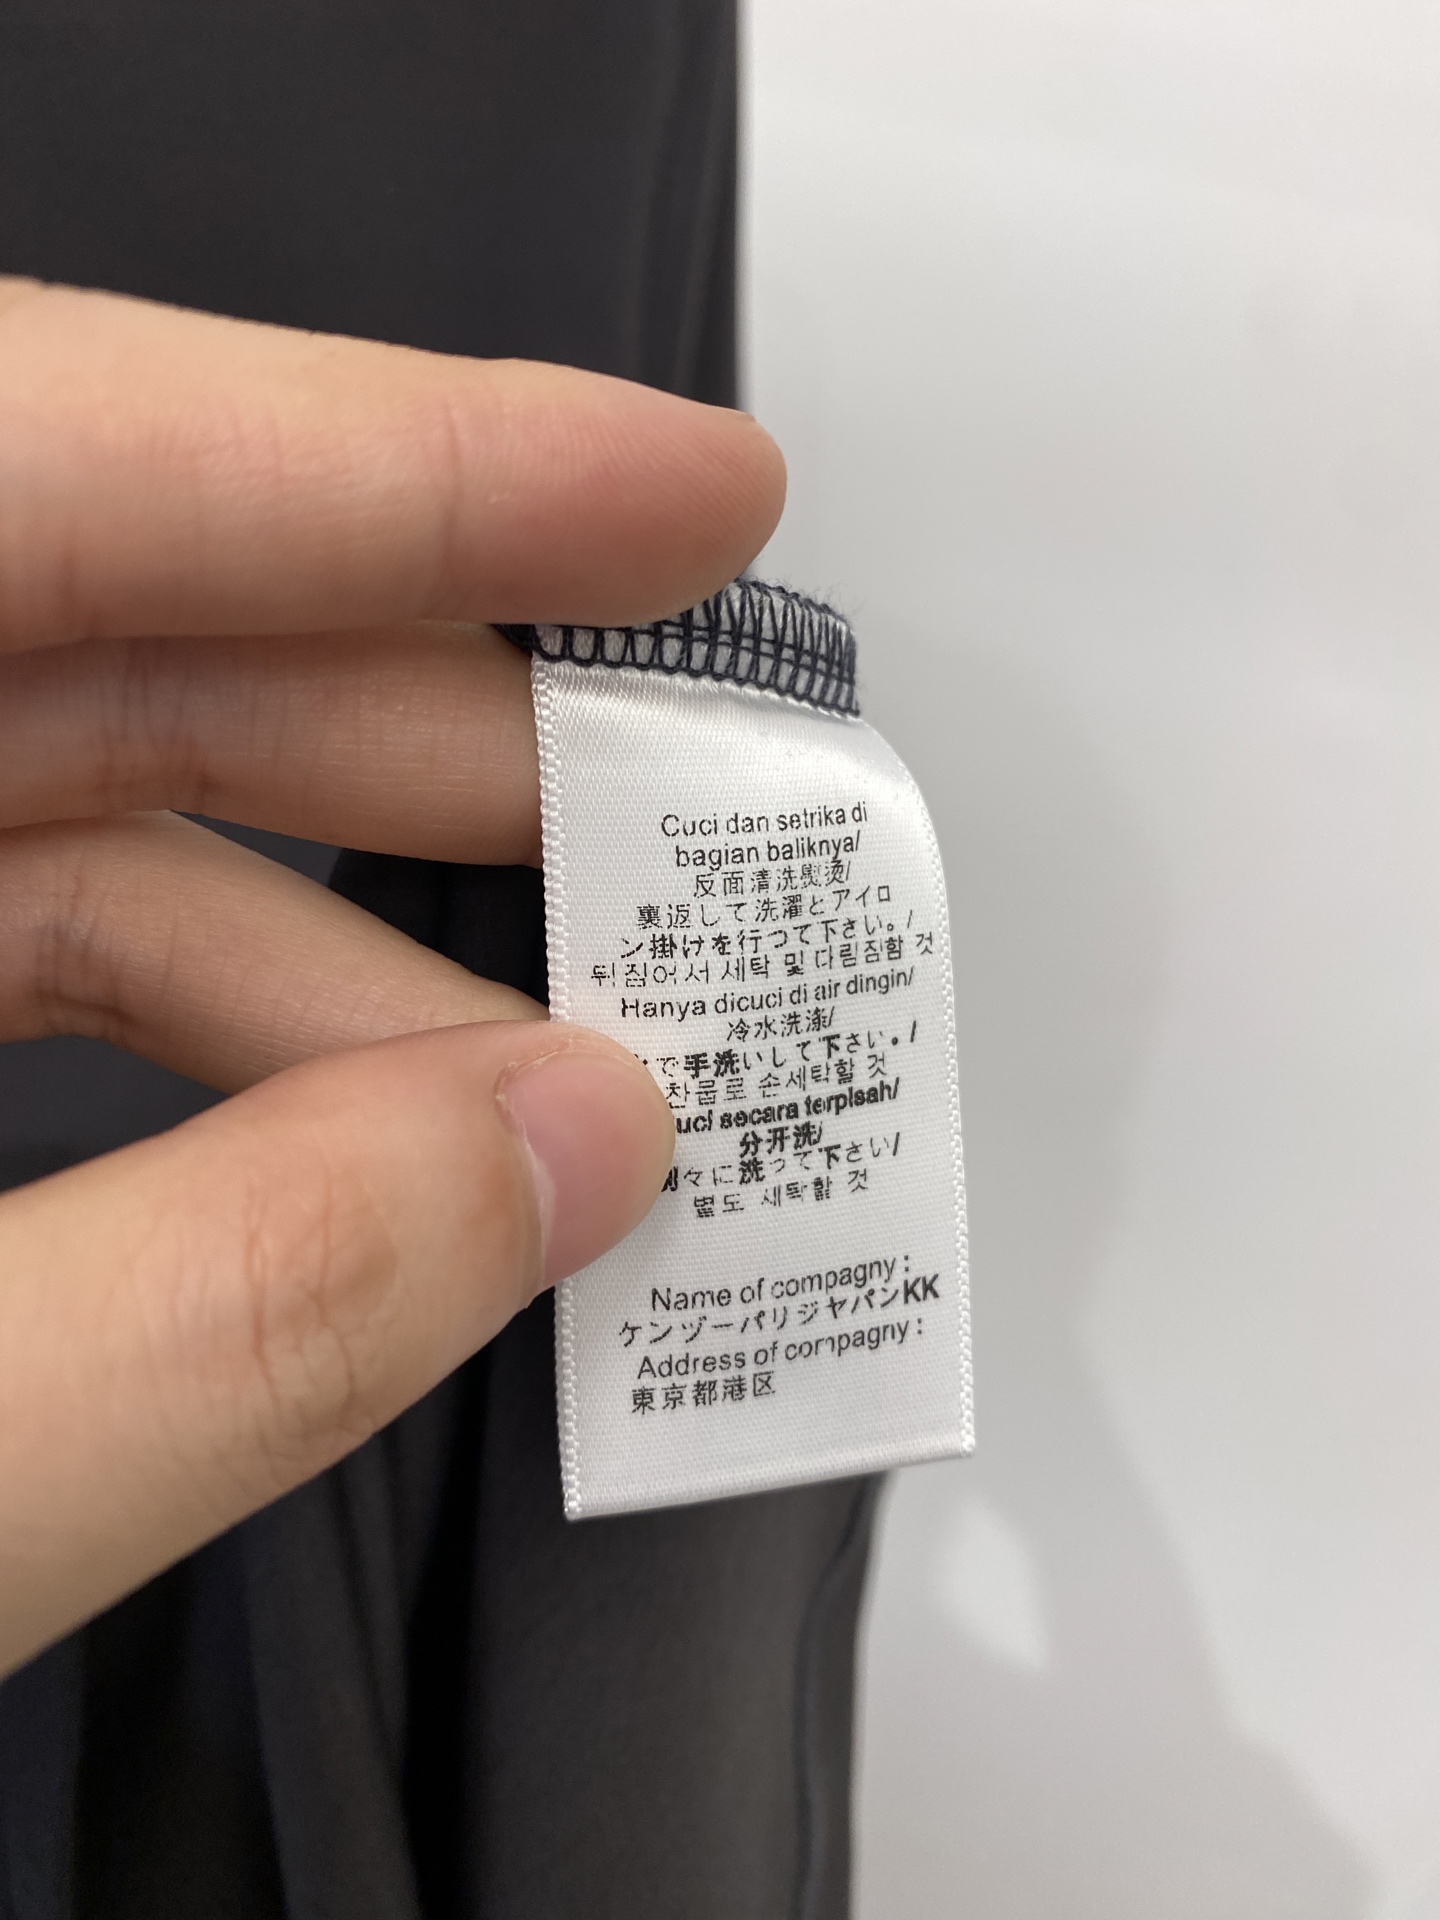 Cuci dan setrika di
bagian baliknya/
反面清洗熨烫/
裏返して洗濯とアイロ
ン掛けを行つて下さい。/
뒤집어서 세탁 및 다림질할 것
Hanya dicuci di air dingin/
冷水洗涤/
で手洗いして下さい。/
찬물로 손세탁할 것
uci secara terpisah/
分开洗/
々に洗って下さい/
별도 세탁할 것
Name of compagny :
ケンゾーパリジャパンKK
Address of compagny :
東京都港区